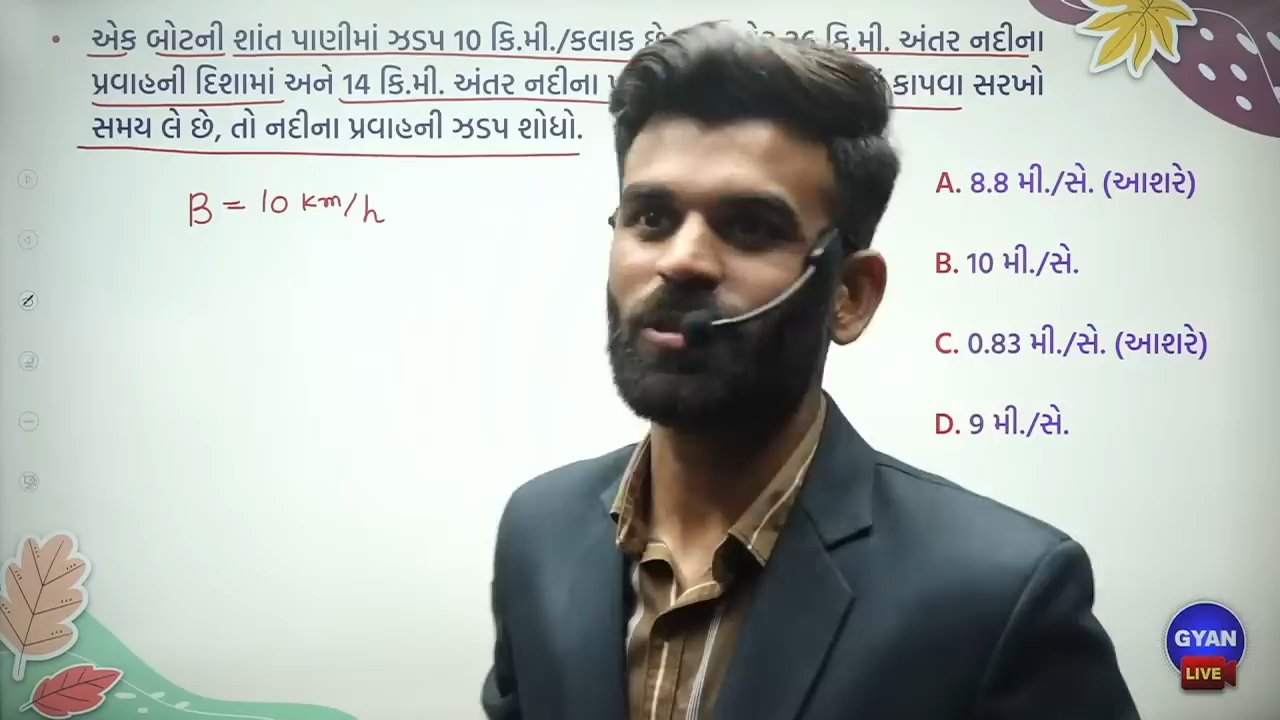 એક બોટની શાંત પાણીમાં ઝડપ 10 કિ.મી./કલાક છે 26 કિ.મી. અંતર નદીના
પ્રવાહની દિશામાં અને 14 કિ.મી. અંતર નદીના કાપવા સરખો
સમય લે છે, તો નદીના પ્રવાહની ઝડપ શોધો.
B = 10 km/h
A. 8.8 મી./સે. (આશરે)
B. 10 મી./સે.
C. 0.83 મી./સે. (આશરે)
D. 9 મી./સે.
GYAN
LIVE